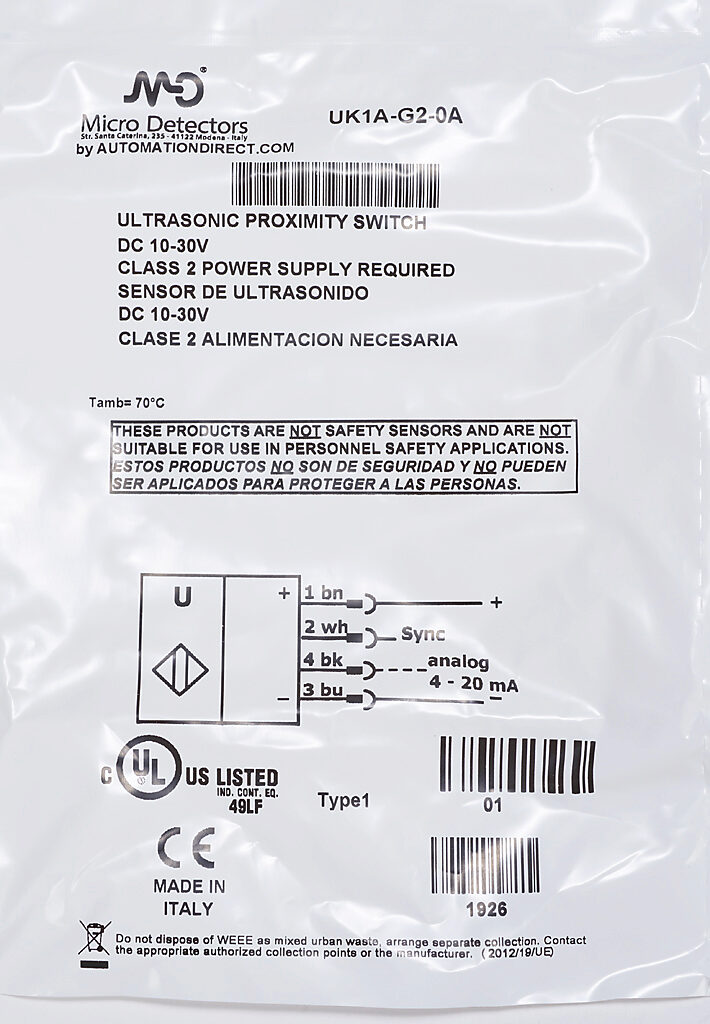 MD®
Micro Detectors
Str. Santa Caterina, 235 - 41122 Modena - Italy
by AUTOMATIONDIRECT.COM
UK1A-G2-0A
ULTRASONIC PROXIMITY SWITCH
DC 10-30V
CLASS 2 POWER SUPPLY REQUIRED
SENSOR DE ULTRASONIDO
DC 10-30V
CLASE 2 ALIMENTACION NECESARIA
Tamb= 70°C
THESE PRODUCTS ARE NOT SAFETY SENSORS AND ARE NOT
SUITABLE FOR USE IN PERSONNEL SAFETY APPLICATIONS.
ESTOS PRODUCTOS NO SON DE SEGURIDAD Y NO PUEDEN
SER APLICADOS PARA PROTEGER A LAS PERSONAS.
U + 1 bn +
2 wh Sync
4 bk analog
4 - 20 mA
– 3 bu –
C UL® US LISTED
IND. CONT. EQ.
49LF
Type1
01
CE
MADE IN
ITALY
1926
Do not dispose of WEEE as mixed urban waste, arrange separate collection. Contact
the appropriate authorized collection points or the manufacturer. ( 2012/19/UE)